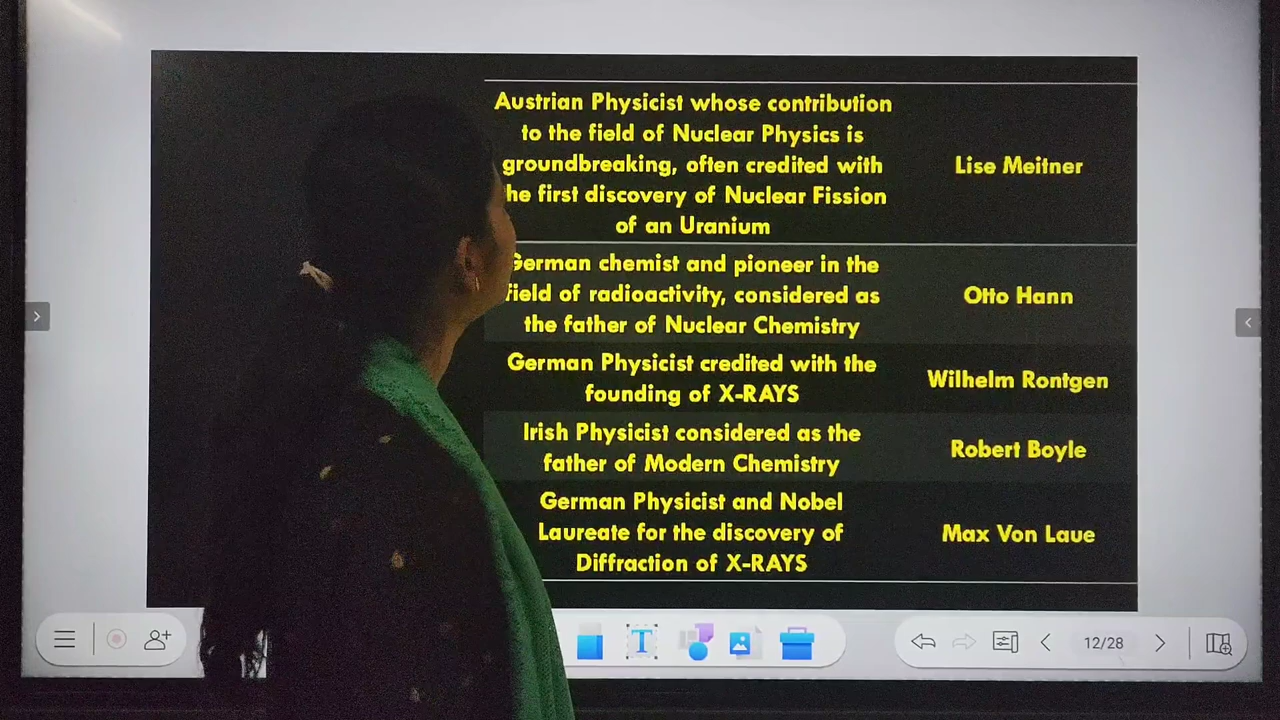 Austrian Physicist whose contribution
to the field of Nuclear Physics is
groundbreaking, often credited with
the first discovery of Nuclear Fission
of an Uranium
Lise Meitner
German chemist and pioneer in the
field of radioactivity, considered as
the father of Nuclear Chemistry
Otto Hann
German Physicist credited with the
founding of X-RAYS
Wilhelm Rontgen
Irish Physicist considered as the
father of Modern Chemistry
Robert Boyle
German Physicist and Nobel
Laureate for the discovery of
Diffraction of X-RAYS
Max Von Laue
T
12/28